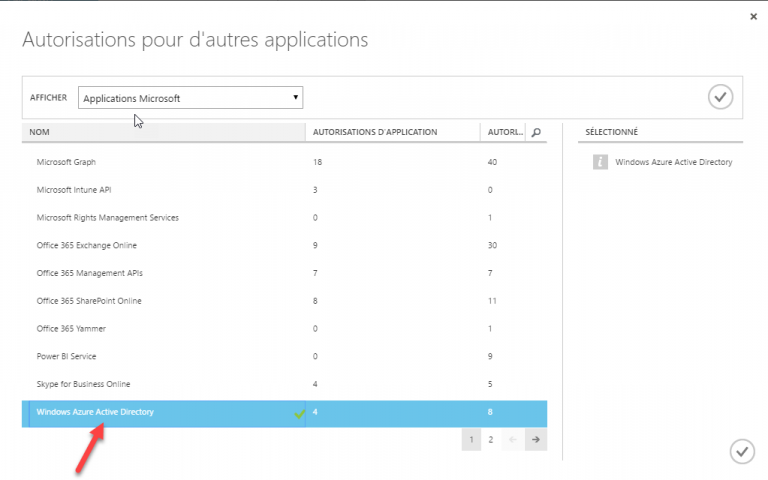 Autorisations pour d'autres applications
AFFICHER Applications Microsoft
NOM AUTORISATIONS D'APPLICATION AUTORI... SÉLECTIONNÉ
Microsoft Graph 18 40 Windows Azure Active Directory
Microsoft Intune API 3 0
Microsoft Rights Management Services 0 1
Office 365 Exchange Online 9 30
Office 365 Management APIs 7 7
Office 365 SharePoint Online 8 11
Office 365 Yammer 0 1
Power BI Service 0 9
Skype for Business Online 4 5
Windows Azure Active Directory 4 8
1 2